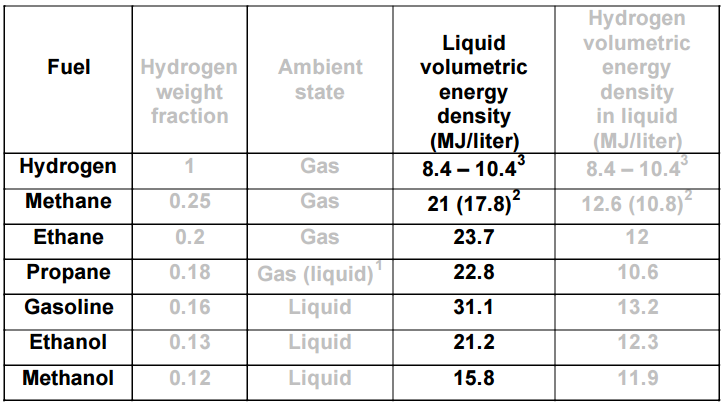 Fuel Hydrogen weight fraction Ambient state Liquid volumetric energy density (MJ/liter) Hydrogen volumetric energy density in liquid (MJ/liter)
Hydrogen 1 Gas 8.4 – 10.4³ 8.4 – 10.4³
Methane 0.25 Gas 21 (17.8)² 12.6 (10.8)²
Ethane 0.2 Gas 23.7 12
Propane 0.18 Gas (liquid)¹ 22.8 10.6
Gasoline 0.16 Liquid 31.1 13.2
Ethanol 0.13 Liquid 21.2 12.3
Methanol 0.12 Liquid 15.8 11.9